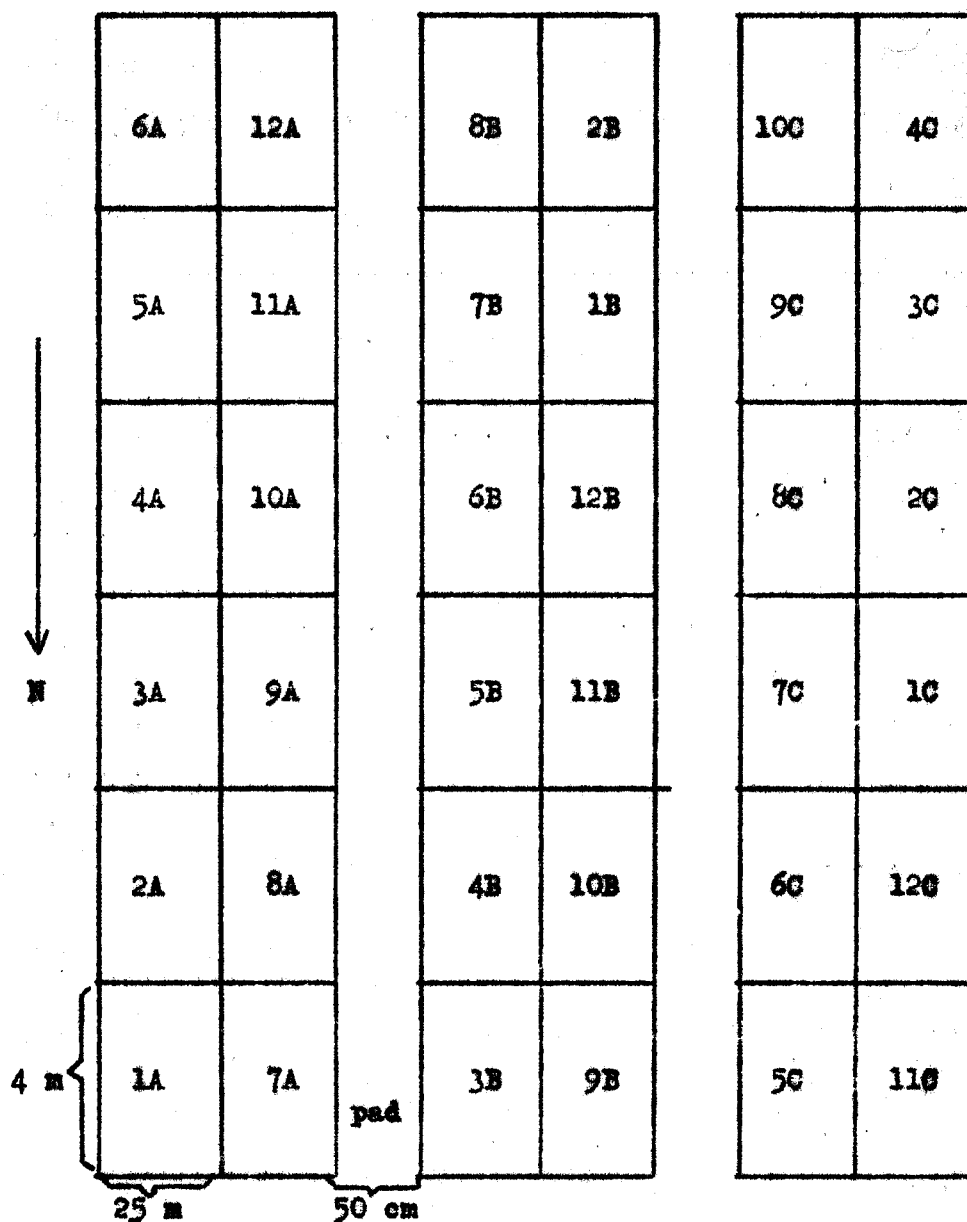 6A 12A 8B 2B 10C 4C
5A 11A 7B 1B 9C 3C
4A 10A 6B 12B 8C 2C
N 3A 9A 5B 11B 7C 1C
2A 8A 4B 10B 6C 12C
4 m 1A 7A 3B 9B 5C 11C
pad
25 m 50 cm